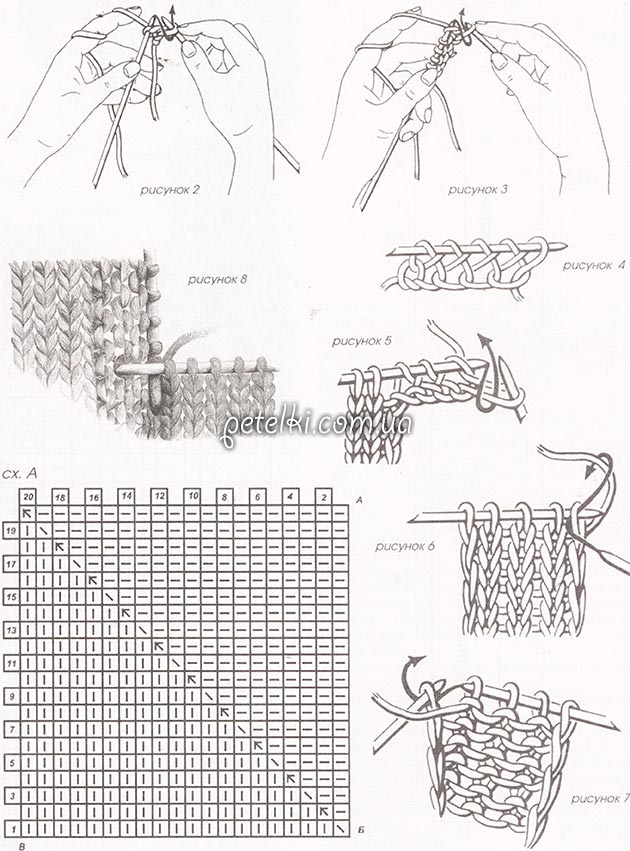 рисунок 2
рисунок 3
рисунок 8
рисунок 4
рисунок 5
petelki.com.ua
сх. А
20 18 16 14 12 10 8 6 4 2 А
19
17
15
13
11
9
7
5
3
1 а
В
рисунок 6
рисунок 7